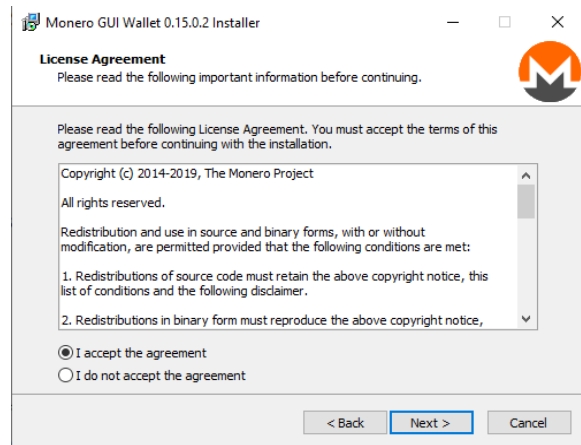 Monero GUI Wallet 0.15.0.2 Installer
License Agreement
Please read the following important information before continuing.
Please read the following License Agreement. You must accept the terms of this
agreement before continuing with the installation.
Copyright (c) 2014-2019, The Monero Project
All rights reserved.
Redistribution and use in source and binary forms, with or without
modification, are permitted provided that the following conditions are met:
1. Redistributions of source code must retain the above copyright notice, this
list of conditions and the following disclaimer.
2. Redistributions in binary form must reproduce the above copyright notice,
I accept the agreement
I do not accept the agreement
< Back Next > Cancel